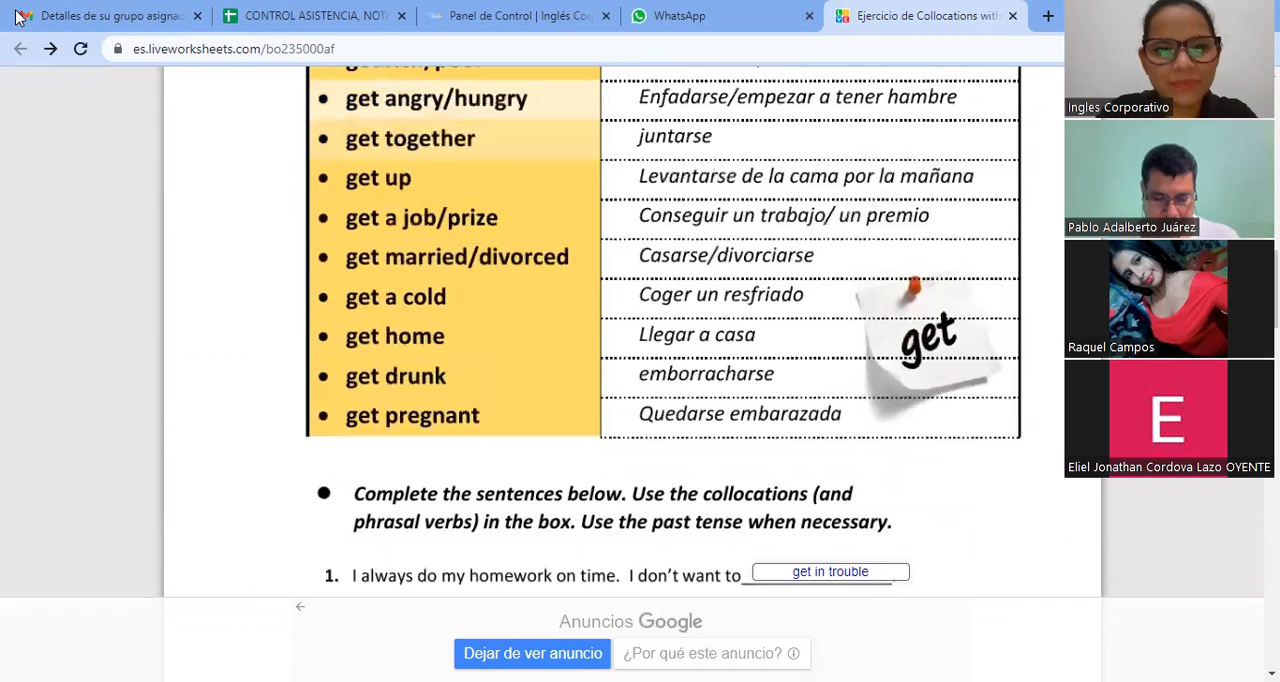 Detalles de su grupo asignad
CONTROL ASISTENCIA, NOTA
Panel de Control | Inglés Corp
WhatsApp
Ejercicio de Collocations with
es.liveworksheets.com/bo235000af
get angry/hungry
Enfadarse/empezar a tener hambre
get together
juntarse
get up
Levantarse de la cama por la mañana
get a job/prize
Conseguir un trabajo/ un premio
get married/divorced
Casarse/divorciarse
get a cold
Coger un resfriado
get home
Llegar a casa
get drunk
emborracharse
get pregnant
Quedarse embarazada
get
Complete the sentences below. Use the collocations (and
phrasal verbs) in the box. Use the past tense when necessary.
1. I always do my homework on time. I don't want to get in trouble
Anuncios Google
Dejar de ver anuncio
¿Por qué este anuncio?
Ingles Corporativo
Pablo Adalberto Juárez
Raquel Campos
E
Eliel Jonathan Cordova Lazo OYENTE